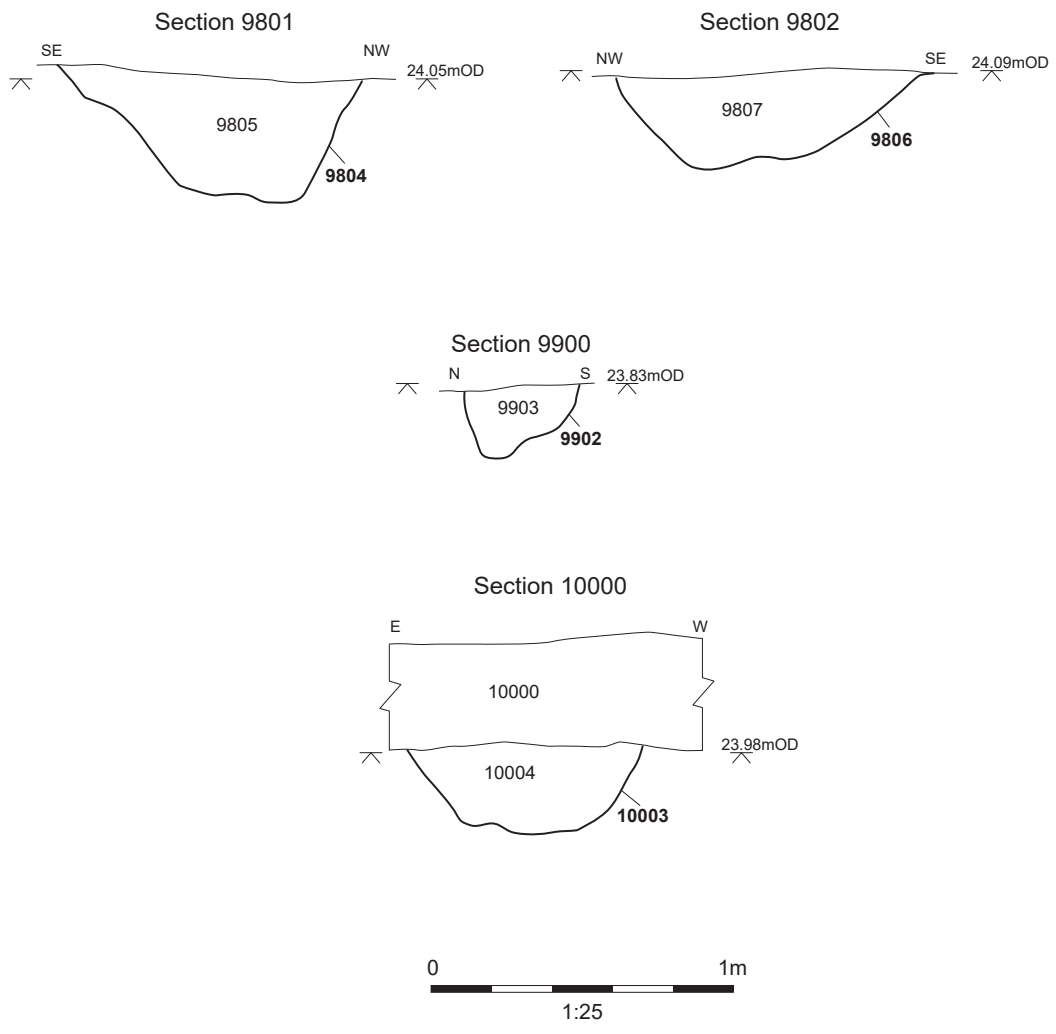 Section 9801
SE
NW
24.05mOD
9805
9804
Section 9802
NW
SE
24.09mOD
9807
9806
Section 9900
N
S
23.83mOD
9903
9902
Section 10000
E
W
10000
23.98mOD
10004
10003
0
1m
1:25